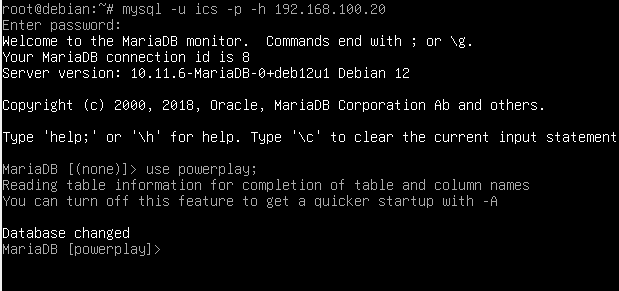 root@debian:~# mysql -u ics -p -h 192.168.100.20
Enter password:
Welcome to the MariaDB monitor.  Commands end with ; or \g.
Your MariaDB connection id is 8
Server version: 10.11.6-MariaDB-0+deb12u1 Debian 12
Copyright (c) 2000, 2018, Oracle, MariaDB Corporation Ab and others.
Type 'help;' or '\h' for help. Type '\c' to clear the current input statement
MariaDB [(none)]> use powerplay;
Reading table information for completion of table and column names
You can turn off this feature to get a quicker startup with -A
Database changed
MariaDB [powerplay]>